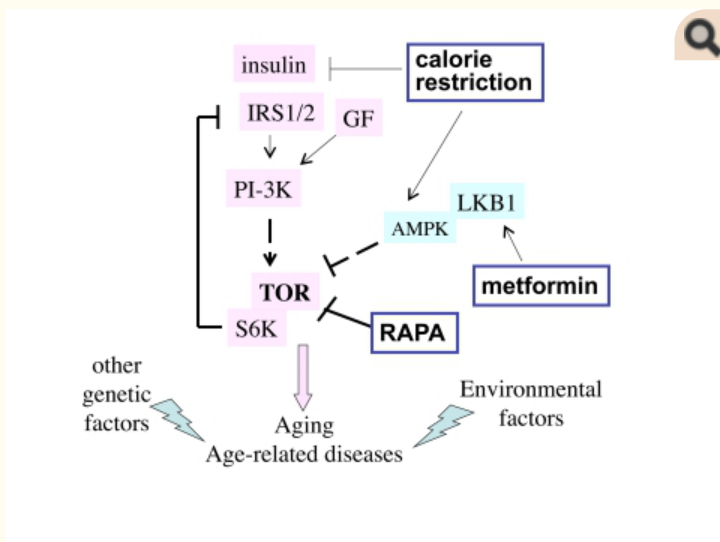 insulin
calorie
restriction
IRS1/2
GF
PI-3K
LKB1
AMPK
metformin
TOR
S6K
RAPA
other
genetic
factors
Environmental
factors
Aging
Age-related diseases